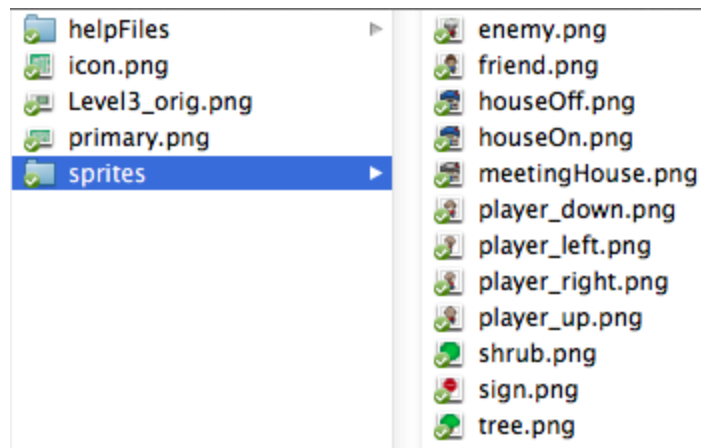 helpFiles
icon.png
Level3_orig.png
primary.png
sprites
enemy.png
friend.png
houseOff.png
houseOn.png
meetingHouse.png
player_down.png
player_left.png
player_right.png
player_up.png
shrub.png
sign.png
tree.png